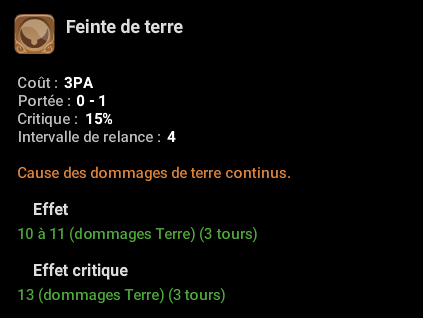 Feinte de terre
Coût : 3PA
Portée : 0 - 1
Critique : 15%
Intervalle de relance : 4
Cause des dommages de terre continus.
Effet
10 à 11 (dommages Terre) (3 tours)
Effet critique
13 (dommages Terre) (3 tours)